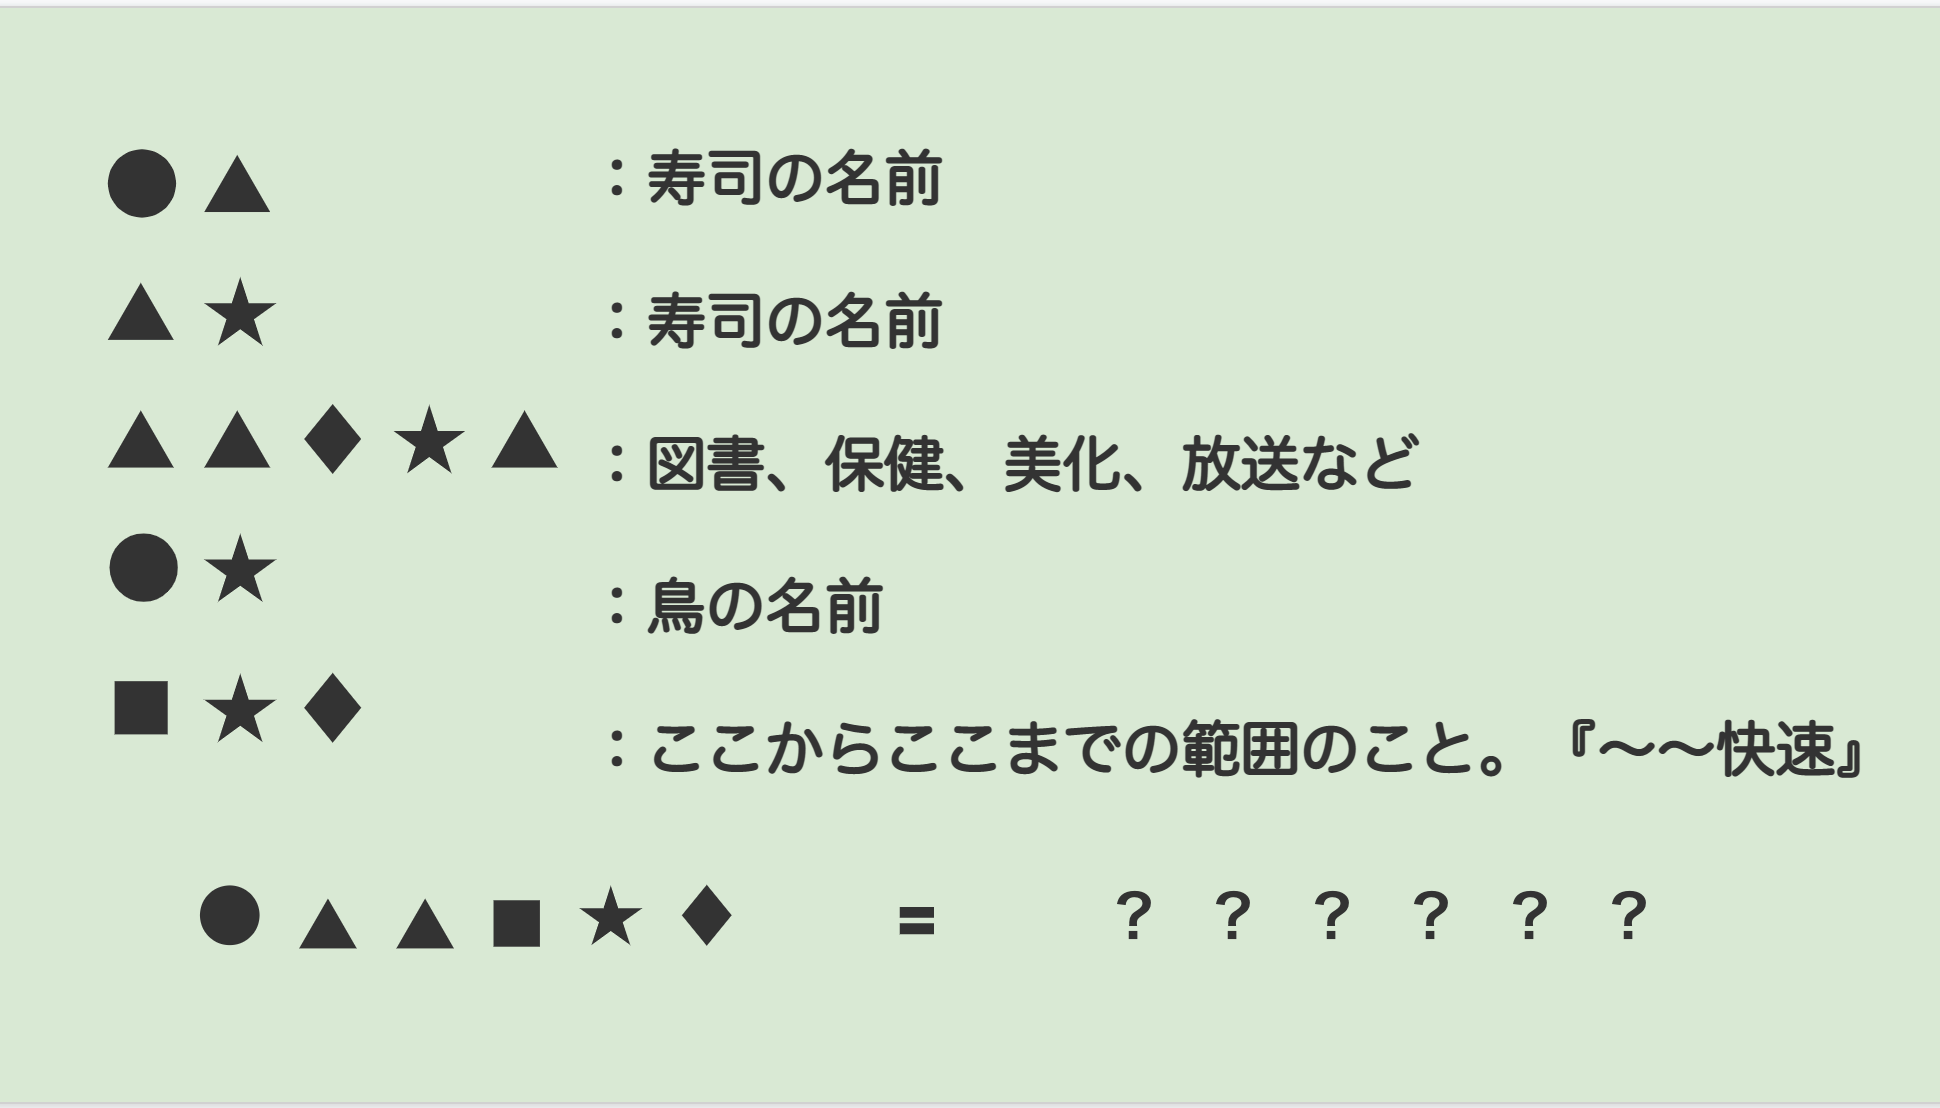 ●▲ ：寿司の名前
▲★ ：寿司の名前
▲▲♦★▲ ：図書、保健、美化、放送など
●★ ：鳥の名前
■★♦ ：ここからここまでの範囲のこと。『～～快速』
●▲▲■★♦ = ？？？？？？